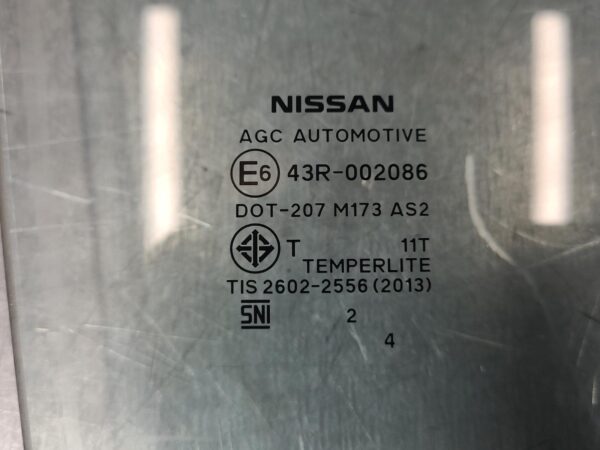 NISSAN
AGC AUTOMOTIVE
E6 43R-002086
DOT-207 M173 AS2
T 11T
TEMPERLITE
TIS 2602-2556 (2013)
SNI 2
4